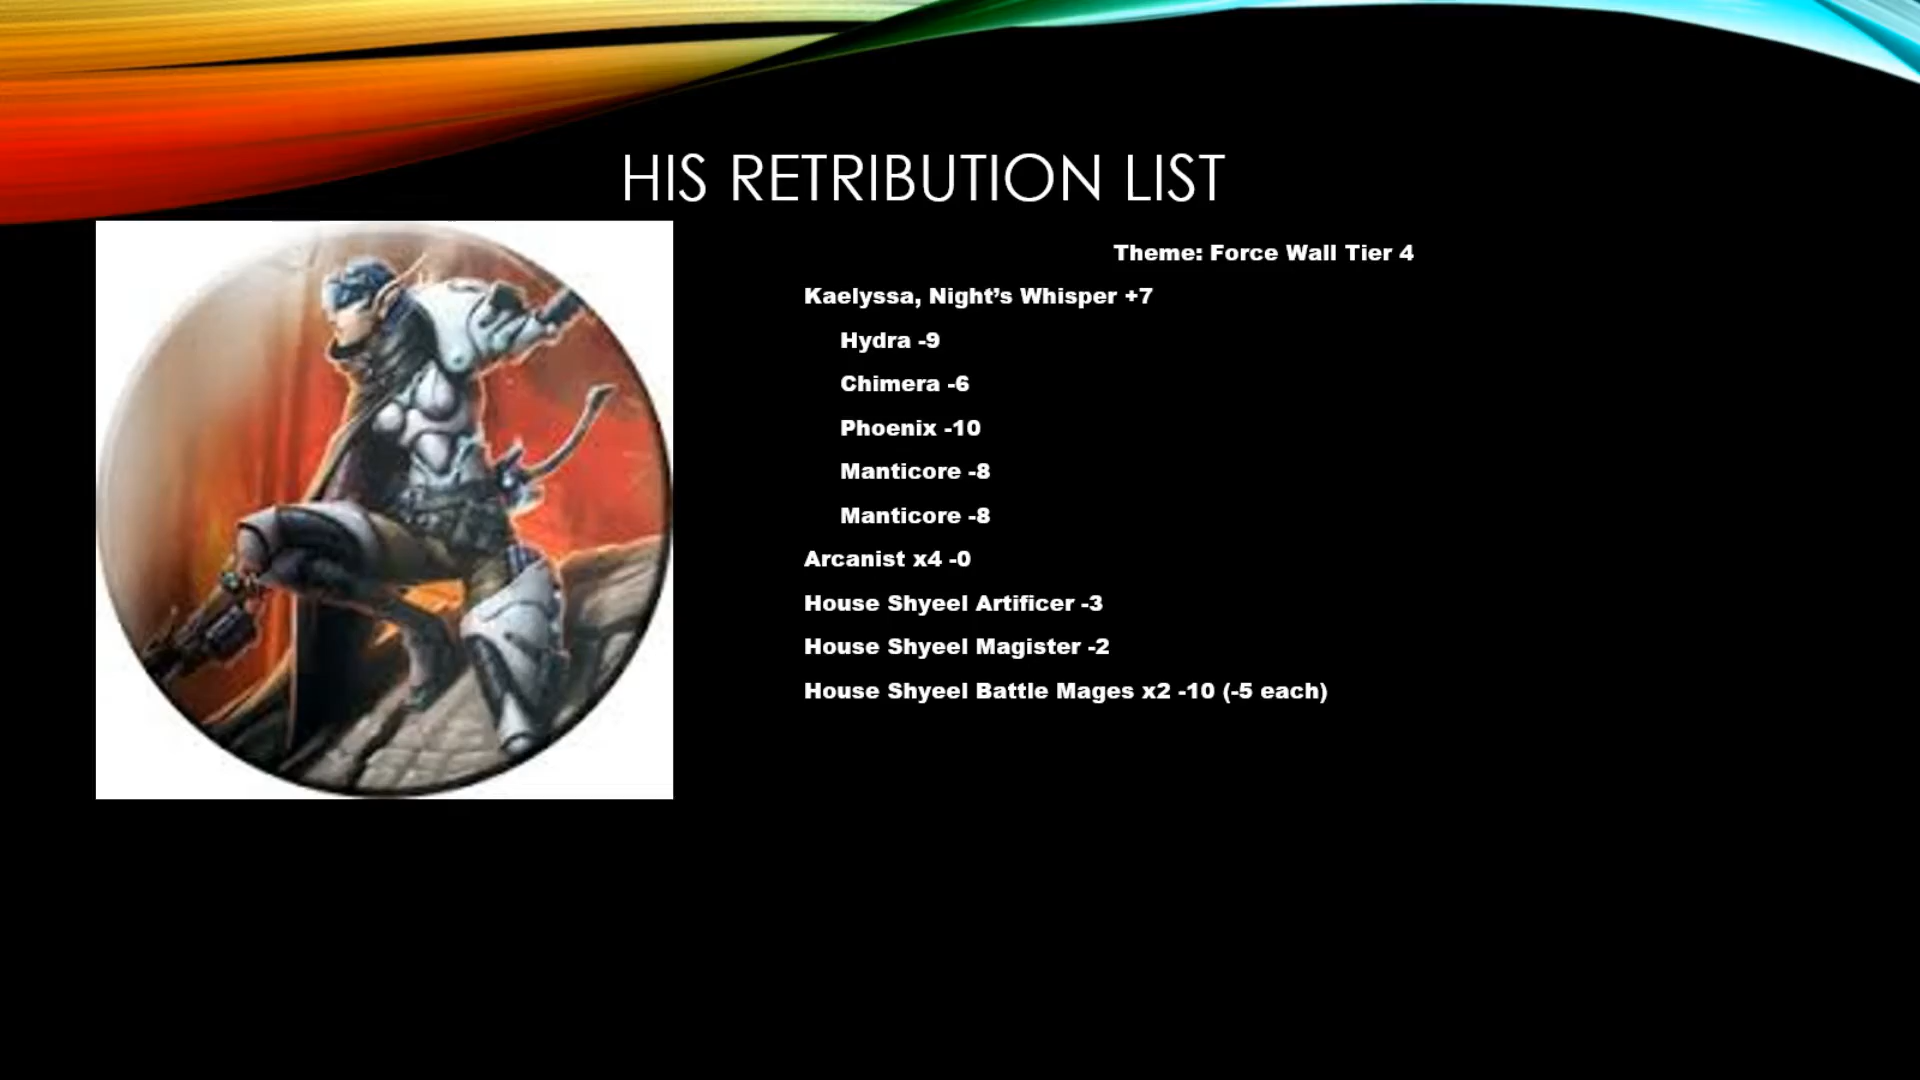 HIS RETRIBUTION LIST
Theme: Force Wall Tier 4
Kaelyssa, Night’s Whisper +7
Hydra -9
Chimera -6
Phoenix -10
Manticore -8
Manticore -8
Arcanist x4 -0
House Shyeel Artificer -3
House Shyeel Magister -2
House Shyeel Battle Mages x2 -10 (-5 each)